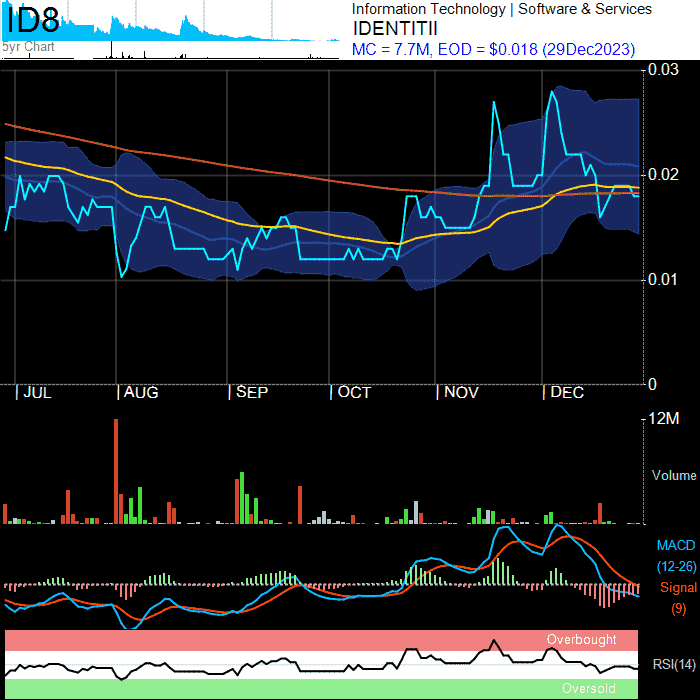 ID8
5yr Chart
Information Technology | Software & Services
IDENTITII
MC = 7.7M, EOD = $0.018 (29Dec2023)
0.03
0.02
0.01
0
| JUL | AUG | SEP | OCT | NOV | DEC
12M
Volume
MACD
(12-26)
Signal
(9)
Overbought
RSI(14)
Oversold